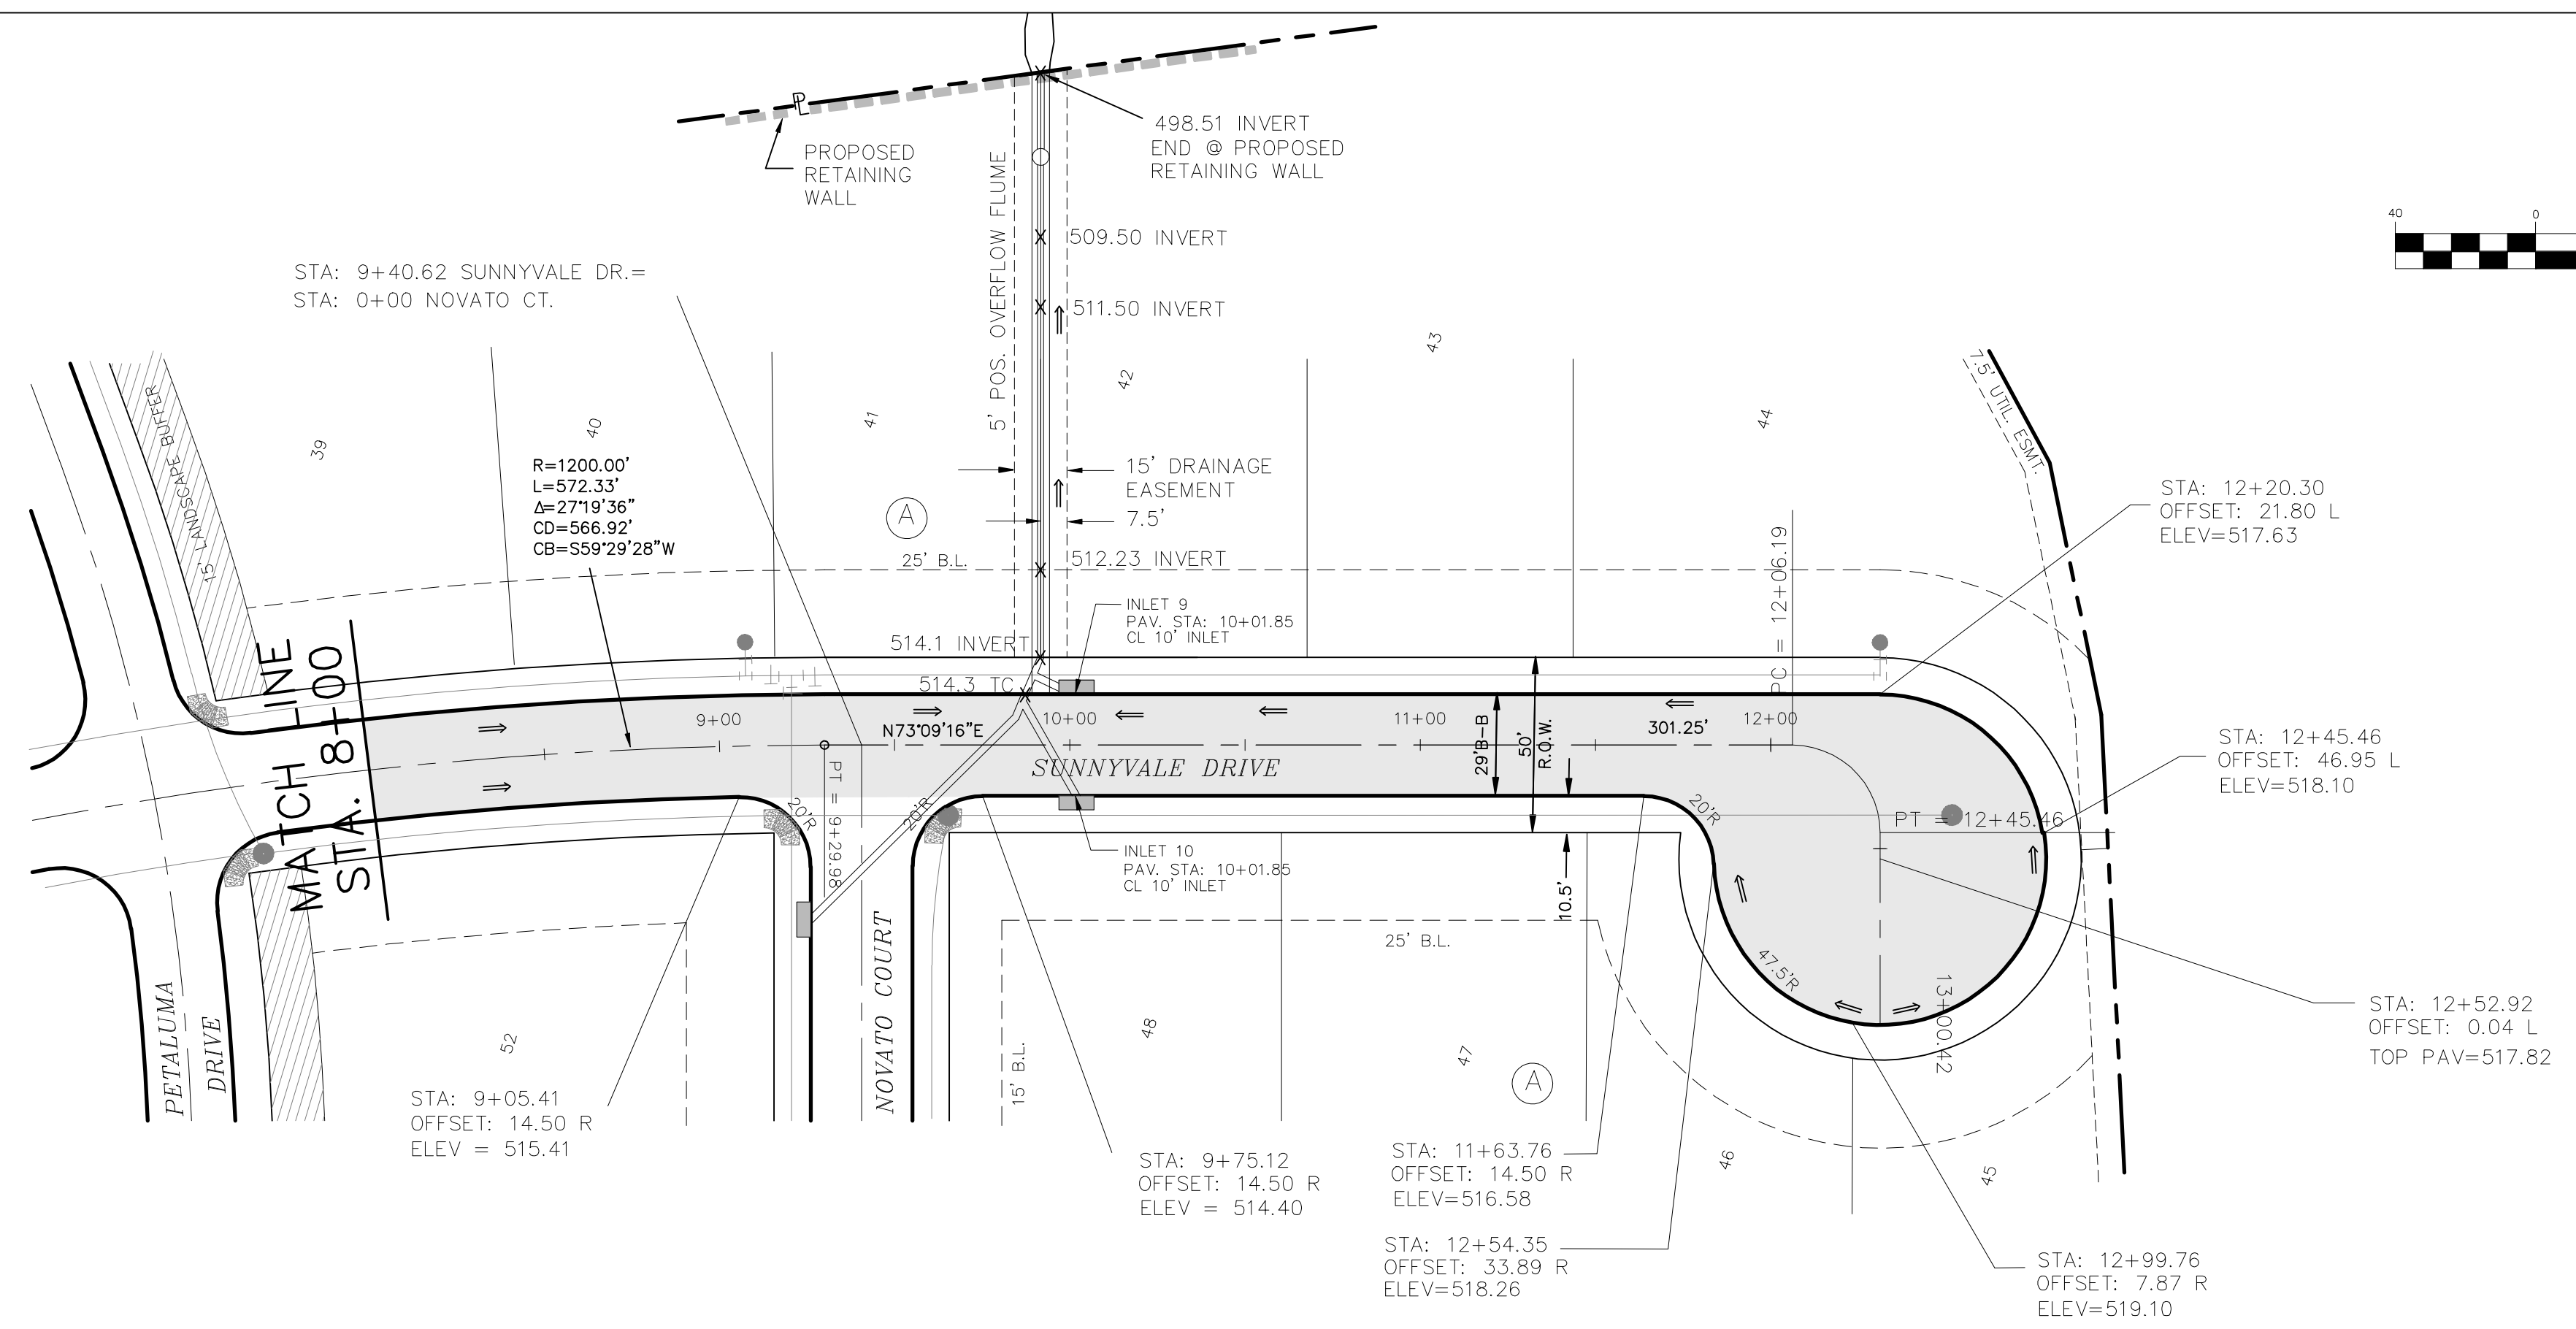 PROPOSED
RETAINING
WALL
498.51 INVERT
END @ PROPOSED
RETAINING WALL
40
0
5' POS. OVERFLOW FLUME
509.50 INVERT
511.50 INVERT
STA: 9+40.62 SUNNYVALE DR.=
STA: 0+00 NOVATO CT.
15' LANDSCAPE BUFFER
39
40
41
42
43
44
7.5' UTIL. ESMT.
R=1200.00'
L=572.33'
Δ=27°19'36"
CD=566.92'
CB=S59°29'28"W
A
15' DRAINAGE
EASEMENT
7.5'
25' B.L.
512.23 INVERT
STA: 12+20.30
OFFSET: 21.80 L
ELEV=517.63
PC = 12+06.19
INLET 9
PAV. STA: 10+01.85
CL 10' INLET
514.1 INVERT
514.3 TC
MATCH LINE
STA. 8+00
9+00
10+00
11+00
12+00
N73°09'16"E
301.25'
SUNNYVALE DRIVE
29'B-B
50'
R.O.W.
STA: 12+45.46
OFFSET: 46.95 L
ELEV=518.10
PT = 9+29.98
20'R
20'R
20'R
PT = 12+45.46
INLET 10
PAV. STA: 10+01.85
CL 10' INLET
10.5'
25' B.L.
47.5'R
13+00.42
PETALUMA
DRIVE
NOVATO COURT
15' B.L.
52
48
47
A
46
45
STA: 12+52.92
OFFSET: 0.04 L
TOP PAV=517.82
STA: 9+05.41
OFFSET: 14.50 R
ELEV = 515.41
STA: 9+75.12
OFFSET: 14.50 R
ELEV = 514.40
STA: 11+63.76
OFFSET: 14.50 R
ELEV=516.58
STA: 12+54.35
OFFSET: 33.89 R
ELEV=518.26
STA: 12+99.76
OFFSET: 7.87 R
ELEV=519.10